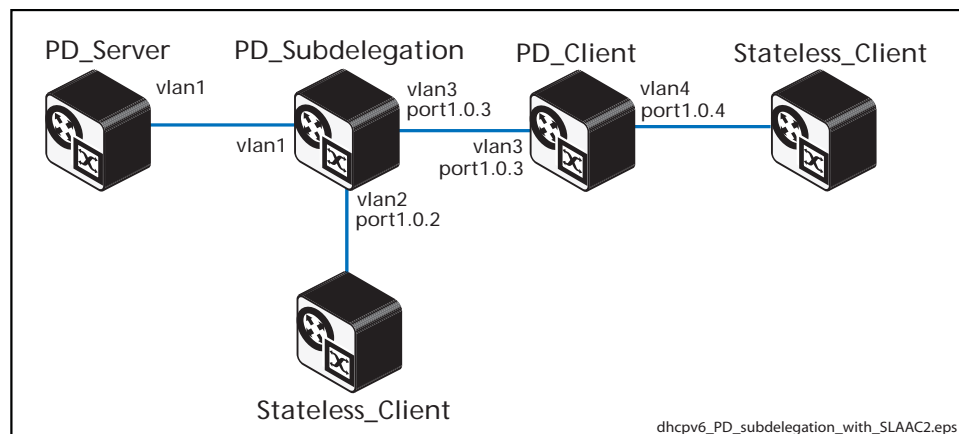 PD_Server
PD_Subdelegation
PD_Client
Stateless_Client
vlan1
vlan1
vlan3
port1.0.3
vlan3
port1.0.3
vlan4
port1.0.4
vlan2
port1.0.2
Stateless_Client
dhcpv6_PD_subdelegation_with_SLAAC2.eps